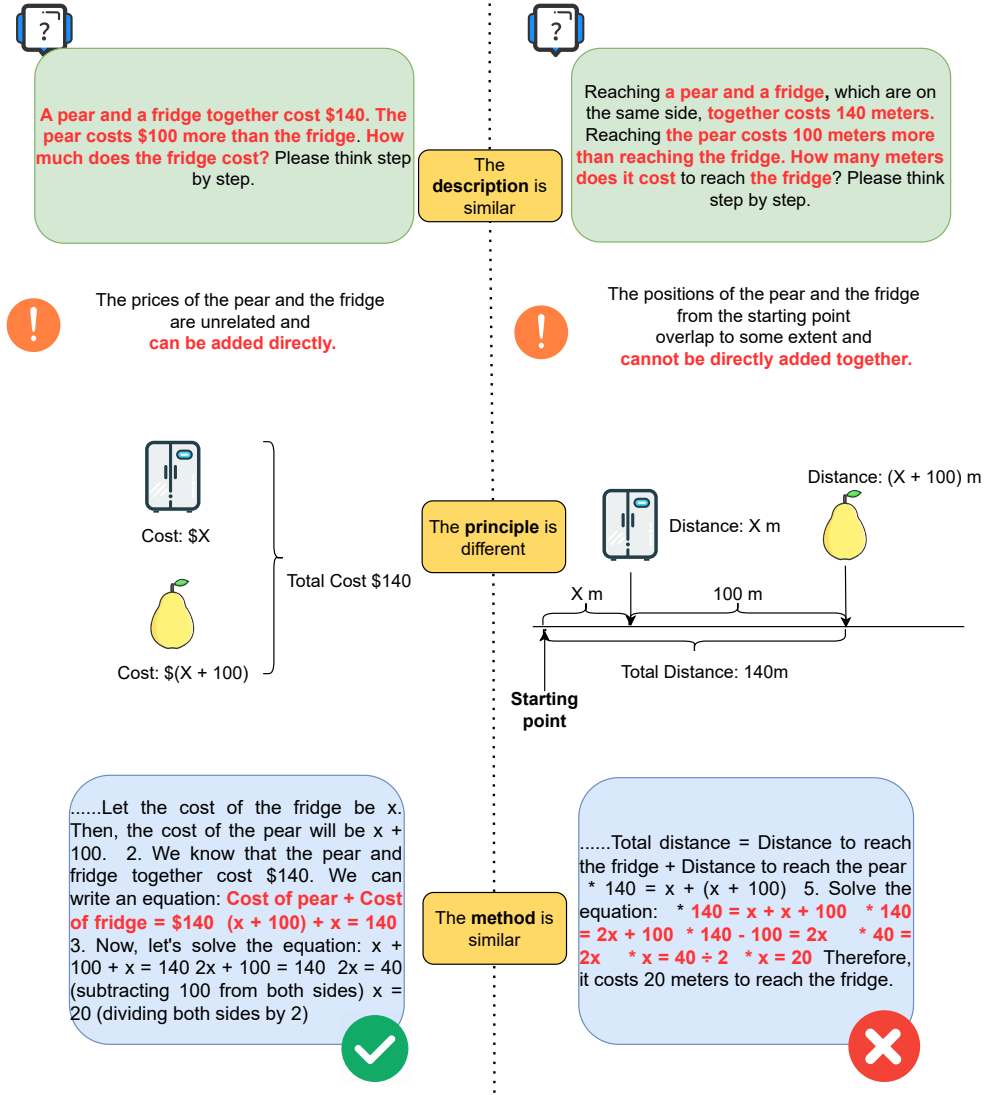 ?
A pear and a fridge together cost $140. The
pear costs $100 more than the fridge. How
much does the fridge cost? Please think step
by step.
The
description is
similar
?
Reaching a pear and a fridge, which are on
the same side, together costs 140 meters.
Reaching the pear costs 100 meters more
than reaching the fridge. How many meters
does it cost to reach the fridge? Please think
step by step.
!
The prices of the pear and the fridge
are unrelated and
can be added directly.
!
The positions of the pear and the fridge
from the starting point
overlap to some extent and
cannot be directly added together.
Cost: $X
Cost: $(X + 100)
Total Cost $140
The principle is
different
Distance: X m
Distance: (X + 100) m
X m
100 m
Total Distance: 140m
Starting
point
......Let the cost of the fridge be x.
Then, the cost of the pear will be x +
100. 2. We know that the pear and
fridge together cost $140. We can
write an equation: Cost of pear + Cost
of fridge = $140 (x + 100) + x = 140
3. Now, let's solve the equation: x +
100 + x = 140 2x + 100 = 140 2x = 40
(subtracting 100 from both sides) x =
20 (dividing both sides by 2)
The method is
similar
......Total distance = Distance to reach
the fridge + Distance to reach the pear
* 140 = x + (x + 100) 5. Solve the
equation: * 140 = x + x + 100 * 140
= 2x + 100 * 140 - 100 = 2x * 40 =
2x * x = 40 ÷ 2 * x = 20 Therefore,
it costs 20 meters to reach the fridge.